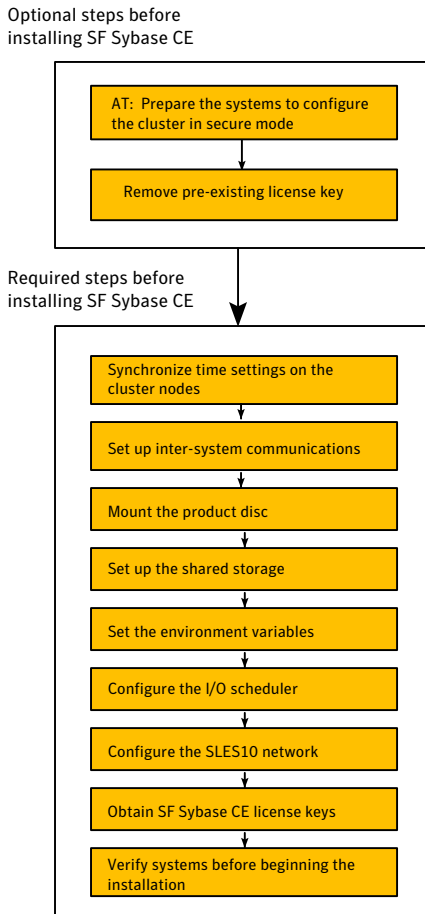 Optional steps before
installing SF Sybase CE
AT: Prepare the systems to configure
the cluster in secure mode
Remove pre-existing license key
Required steps before
installing SF Sybase CE
Synchronize time settings on the
cluster nodes
Set up inter-system communications
Mount the product disc
Set up the shared storage
Set the environment variables
Configure the I/O scheduler
Configure the SLES10 network
Obtain SF Sybase CE license keys
Verify systems before beginning the
installation